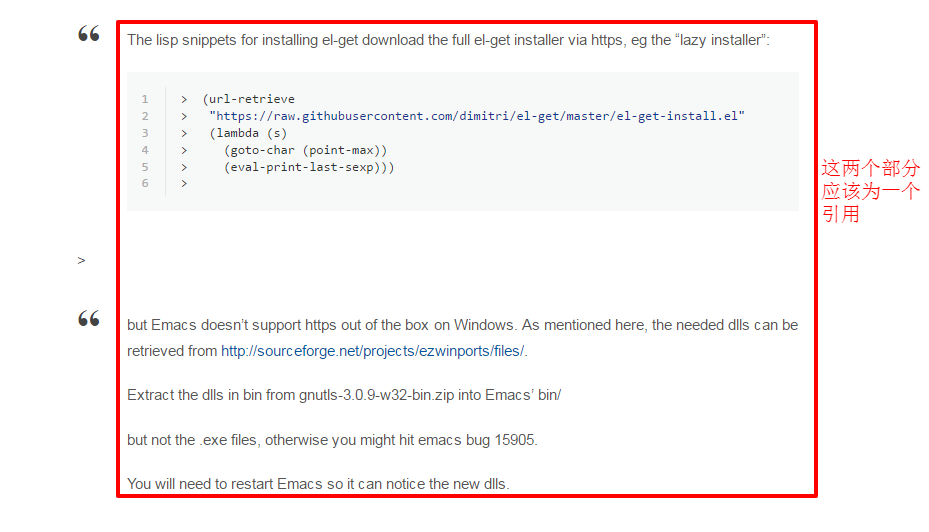 “ The lisp snippets for installing el-get download the full el-get installer via https, eg the “lazy installer”:
1 > (url-retrieve
2 > "https://raw.githubusercontent.com/dimitri/el-get/master/el-get-install.el"
3 > (lambda (s)
4 > (goto-char (point-max))
5 > (eval-print-last-sexp)))
6 >
这两个部分
应该为一个
引用
>
“ but Emacs doesn’t support https out of the box on Windows. As mentioned here, the needed dlls can be
retrieved from http://sourceforge.net/projects/ezwinports/files/.
Extract the dlls in bin from gnutls-3.0.9-w32-bin.zip into Emacs’ bin/
but not the .exe files, otherwise you might hit emacs bug 15905.
You will need to restart Emacs so it can notice the new dlls.